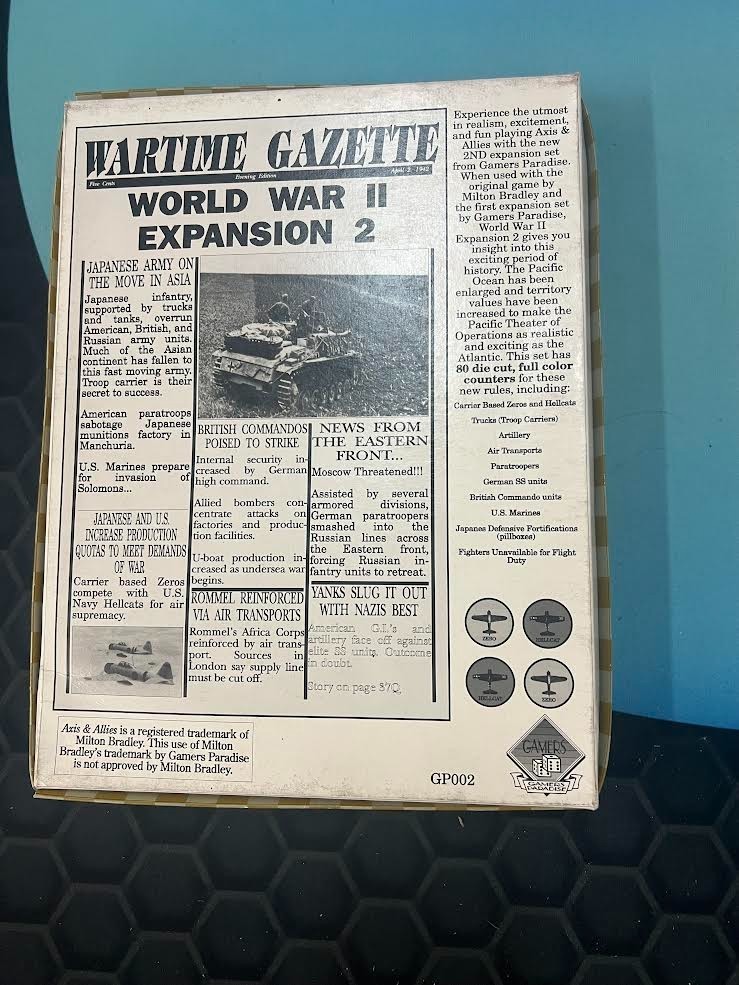 WARTIME GAZETTE
Five Cents
Evening Edition
April 2, 1942
WORLD WAR II
EXPANSION 2
JAPANESE ARMY ON
THE MOVE IN ASIA
Japanese infantry,
supported by trucks
and tanks, overrun
American, British, and
Russian army units.
Much of the Asian
continent has fallen to
this fast moving army.
Troop carrier is their
secret to success.
American paratroops
sabotage Japanese
munitions factory in
Manchuria.
U.S. Marines prepare
for invasion of
Solomons...
JAPANESE AND U.S.
INCREASE PRODUCTION
QUOTAS TO MEET DEMANDS
OF WAR
Carrier based Zeros
compete with U.S.
Navy Hellcats for air
supremacy.
BRITISH COMMANDOS
POISED TO STRIKE
Internal security in-
creased by German
high command.
Allied bombers con-
centrate attacks on
factories and produc-
tion facilities.
U-boat production in-
creased as undersea war
begins.
ROMMEL REINFORCED
VIA AIR TRANSPORTS
Rommel's Africa Corps
reinforced by air trans-
port. Sources in
London say supply line
must be cut off.
NEWS FROM
THE EASTERN
FRONT...
Moscow Threatened!!!
Assisted by several
armored divisions,
German paratroopers
smashed into the
Russian lines across
the Eastern front,
forcing Russian in-
fantry units to retreat.
YANKS SLUG IT OUT
WITH NAZIS BEST
American G.I.'s and
artillery face off against
elite SS units. Outcome
in doubt.
Story on page 37Q.
Experience the utmost
in realism, excitement,
and fun playing Axis &
Allies with the new
2ND expansion set
from Gamers Paradise.
When used with the
original game by
Milton Bradley and
the first expansion set
by Gamers Paradise,
World War II
Expansion 2 gives you
insight into this
exciting period of
history. The Pacific
Ocean has been
enlarged and territory
values have been
increased to make the
Pacific Theater of
Operations as realistic
and exciting as the
Atlantic. This set has
80 die cut, full color
counters for these
new rules, including:
Carrier Based Zeros and Hellcats
Trucks (Troop Carriers)
Artillery
Air Transports
Paratroopers
German SS units
British Commando units
U.S. Marines
Japanes Defensive Fortifications
(pillboxes)
Fighters Unavailable for Flight
Duty
ZERO
HELLCAT
HELLCAT
ZERO
Axis & Allies is a registered trademark of
Milton Bradley. This use of Milton
Bradley's trademark by Gamers Paradise
is not approved by Milton Bradley.
GP002
GAMERS
GAMERS
PARADISE